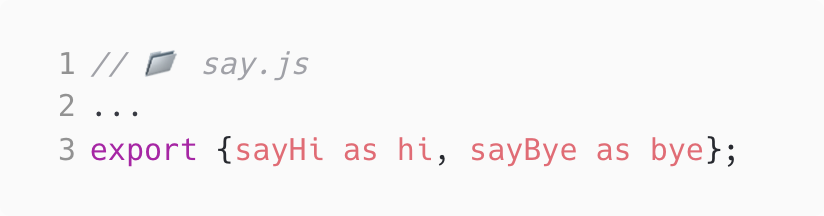 1 // 📁 say.js
2 ...
3 export {sayHi as hi, sayBye as bye};